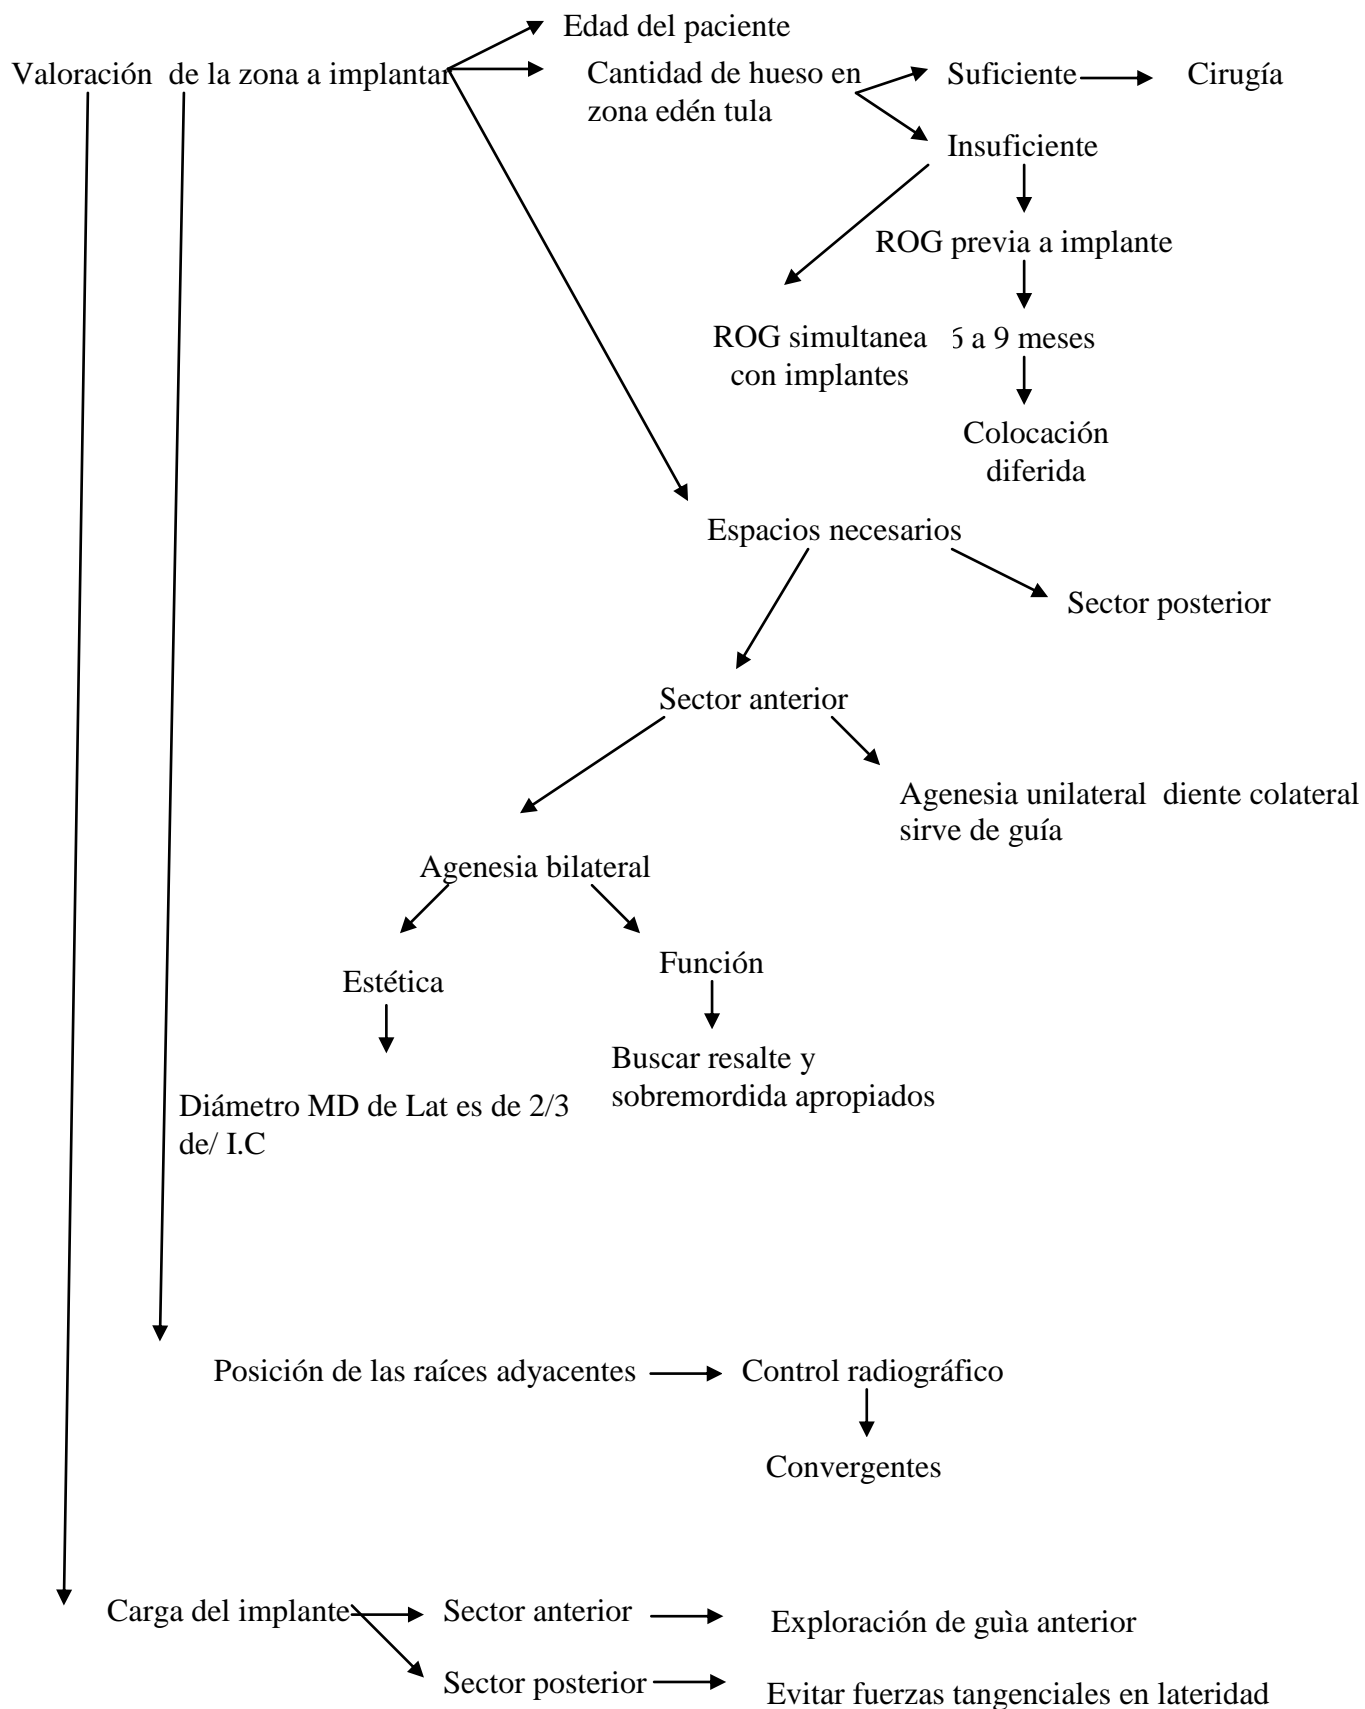 Edad del paciente
Valoración de la zona a implantar
Cantidad de hueso en
zona edén tula
Suficiente
Cirugía
Insuficiente
ROG previa a implante
ROG simultanea
con implantes
a 9 meses
Colocación
diferida
Espacios necesarios
Sector posterior
Sector anterior
Agenesia unilateral diente colateral
sirve de guía
Agenesia bilateral
Estética
Función
Buscar resalte y
sobremordida apropiados
Diámetro MD de Lat es de 2/3
de/ I.C
Posición de las raíces adyacentes
Control radiográfico
Convergentes
Carga del implante
Sector anterior
Exploración de guìa anterior
Sector posterior
Evitar fuerzas tangenciales en lateridad